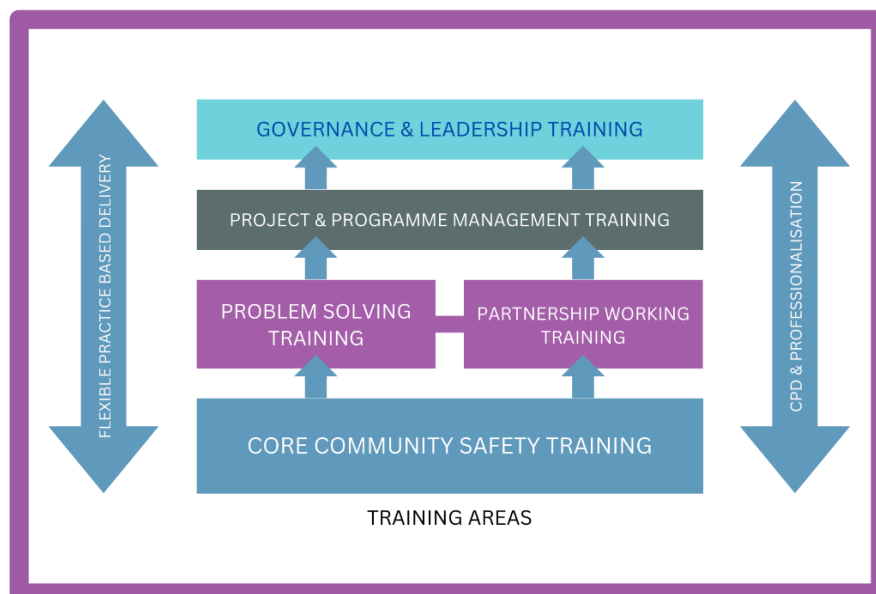 GOVERNANCE & LEADERSHIP TRAINING
PROJECT & PROGRAMME MANAGEMENT TRAINING
PROBLEM SOLVING
TRAINING
PARTNERSHIP WORKING
TRAINING
CORE COMMUNITY SAFETY TRAINING
TRAINING AREAS
FLEXIBLE PRACTICE BASED DELIVERY
CPD & PROFESSIONALISATION